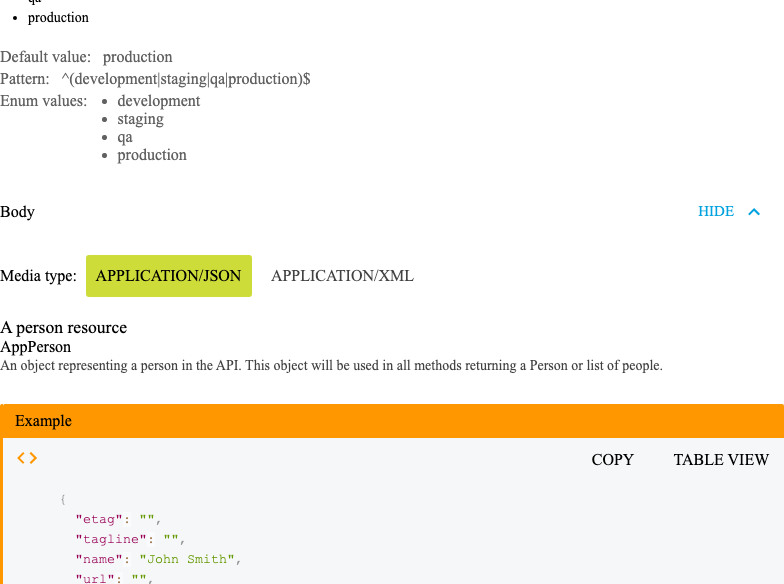 qa
production
Default value: production
Pattern: ^(development|staging|qa|production)$
Enum values:
development
staging
qa
production
Body HIDE
Media type: APPLICATION/JSON APPLICATION/XML
A person resource
AppPerson
An object representing a person in the API. This object will be used in all methods returning a Person or list of people.
Example
COPY TABLE VIEW
{
"etag": "",
"tagline": "",
"name": "John Smith",
"url": "",